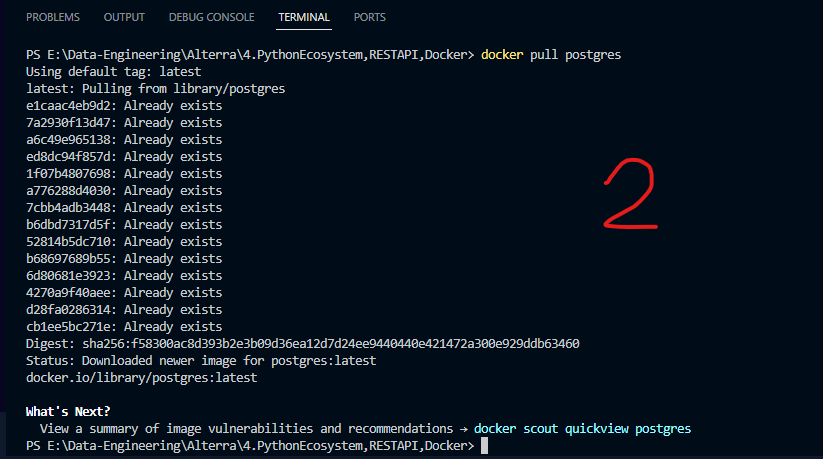 PROBLEMS OUTPUT DEBUG CONSOLE TERMINAL PORTS
PS E:\Data-Engineering\Alterra\4.PythonEcosystem,RESTAPI,Docker> docker pull postgres
Using default tag: latest
latest: Pulling from library/postgres
e1caac4eb9d2: Already exists
7a2930f13d47: Already exists
a6c49e965138: Already exists
ed8dc94f857d: Already exists
1f07b4807698: Already exists
a776288d4030: Already exists
7cbb4adb3448: Already exists
b6dbd7317d5f: Already exists
2
52814b5dc710: Already exists
b68697689b55: Already exists
6d80681e3923: Already exists
4270a9f40aee: Already exists
d28fa0286314: Already exists
cb1ee5bc271e: Already exists
Digest: sha256:f58300ac8d393b2e3b09d36ea12d7d24ee9440440e421472a300e929ddb63460
Status: Downloaded newer image for postgres:latest
docker.io/library/postgres:latest
What's Next?
View a summary of image vulnerabilities and recommendations → docker scout quickview postgres
PS E:\Data-Engineering\Alterra\4.PythonEcosystem,RESTAPI,Docker>